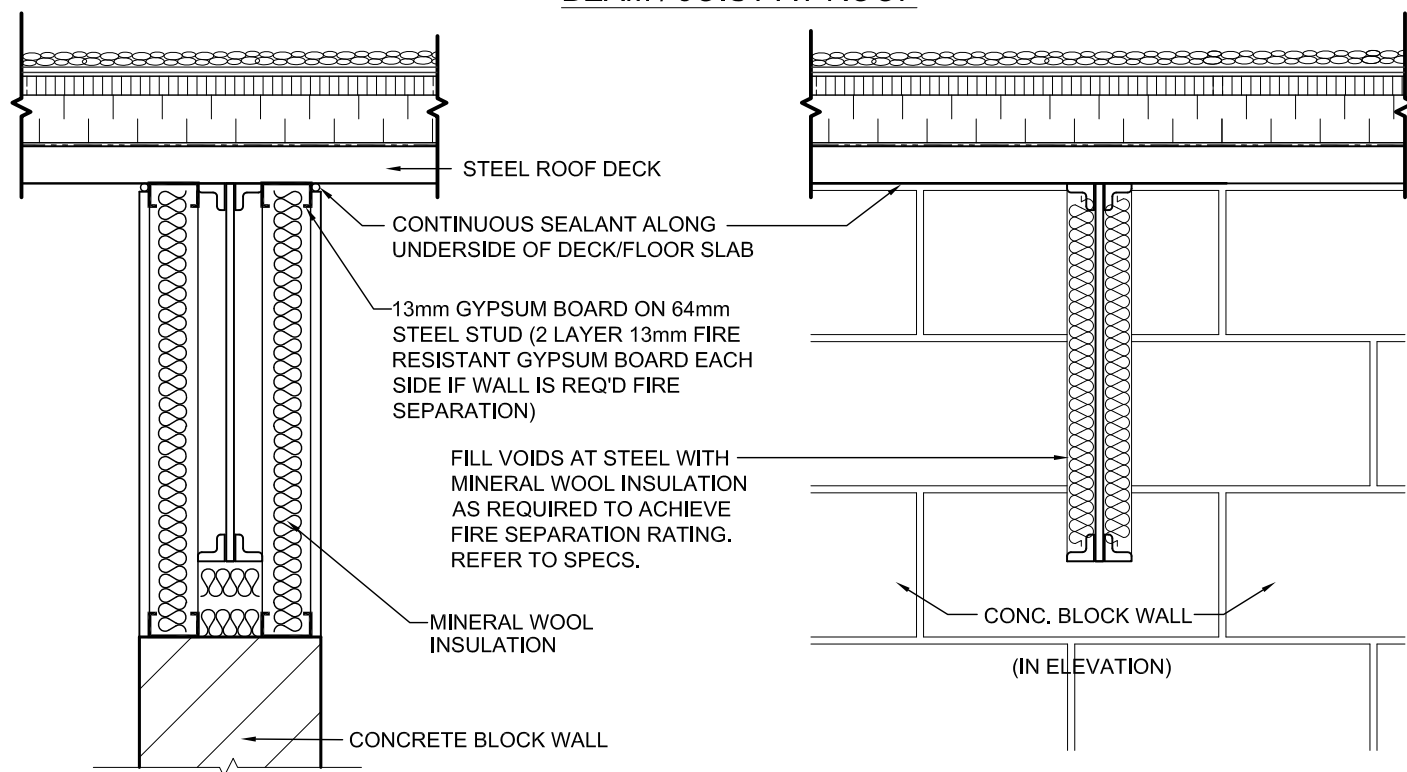 STEEL ROOF DECK
CONTINUOUS SEALANT ALONG
UNDERSIDE OF DECK/FLOOR SLAB
13mm GYPSUM BOARD ON 64mm
STEEL STUD (2 LAYER 13mm FIRE
RESISTANT GYPSUM BOARD EACH
SIDE IF WALL IS REQ'D FIRE
SEPARATION)
FILL VOIDS AT STEEL WITH
MINERAL WOOL INSULATION
AS REQUIRED TO ACHIEVE
FIRE SEPARATION RATING.
REFER TO SPECS.
MINERAL WOOL
INSULATION
CONCRETE BLOCK WALL
CONC. BLOCK WALL
(IN ELEVATION)